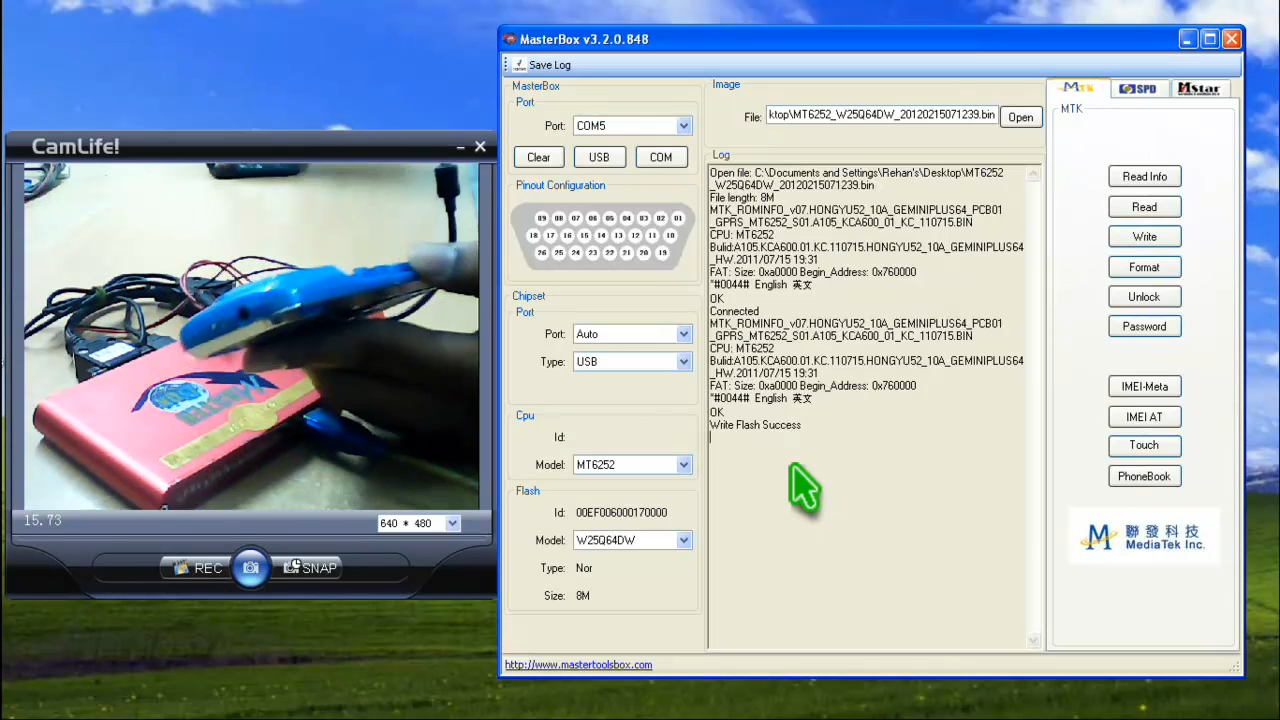 CamLife!
15.73
640 * 480
REC
SNAP
MasterBox v3.2.0.848
Save Log
MasterBox
Port
Port: COM5
Clear
USB
COM
Pinout Configuration
09 08 07 06 05 04 03 02 01
18 17 16 15 14 13 12 11 10
26 25 24 23 22 21 20 19
Chipset
Port
Port: Auto
Type: USB
Cpu
Id:
Model: MT6252
Flash
Id: 00EF006000170000
Model: W25Q64DW
Type: Nor
Size: 8M
http://www.mastertoolsbox.com
Image
File: ktop\MT6252_W25Q64DW_20120215071239.bin
Open
Log
Open file: C:\Documents and Settings\Rehan's\Desktop\MT6252
_W25Q64DW_20120215071239.bin
File length: 8M
MTK_ROMINFO_v07.HONGYU52_10A_GEMINIPLUS64_PCB01
_GPRS_MT6252_S01.A105_KCA600_01_KC_110715.BIN
CPU: MT6252
Bulid:A105.KCA600.01_KC.110715.HONGYU52_10A_GEMINIPLUS64
_HW.2011/07/15 19:31
FAT: Size: 0xa0000 Begin_Address: 0x760000
*#0044# English 英文
OK
Connected
MTK_ROMINFO_v07.HONGYU52_10A_GEMINIPLUS64_PCB01
_GPRS_MT6252_S01.A105_KCA600_01_KC_110715.BIN
CPU: MT6252
Bulid:A105.KCA600.01_KC.110715.HONGYU52_10A_GEMINIPLUS64
_HW.2011/07/15 19:31
FAT: Size: 0xa0000 Begin_Address: 0x760000
*#0044# English 英文
OK
Write Flash Success
MTK
SPD
Mstar
MTK
Read Info
Read
Write
Format
Unlock
Password
IMEI-Meta
IMEI AT
Touch
PhoneBook
聯發科技
MediaTek Inc.